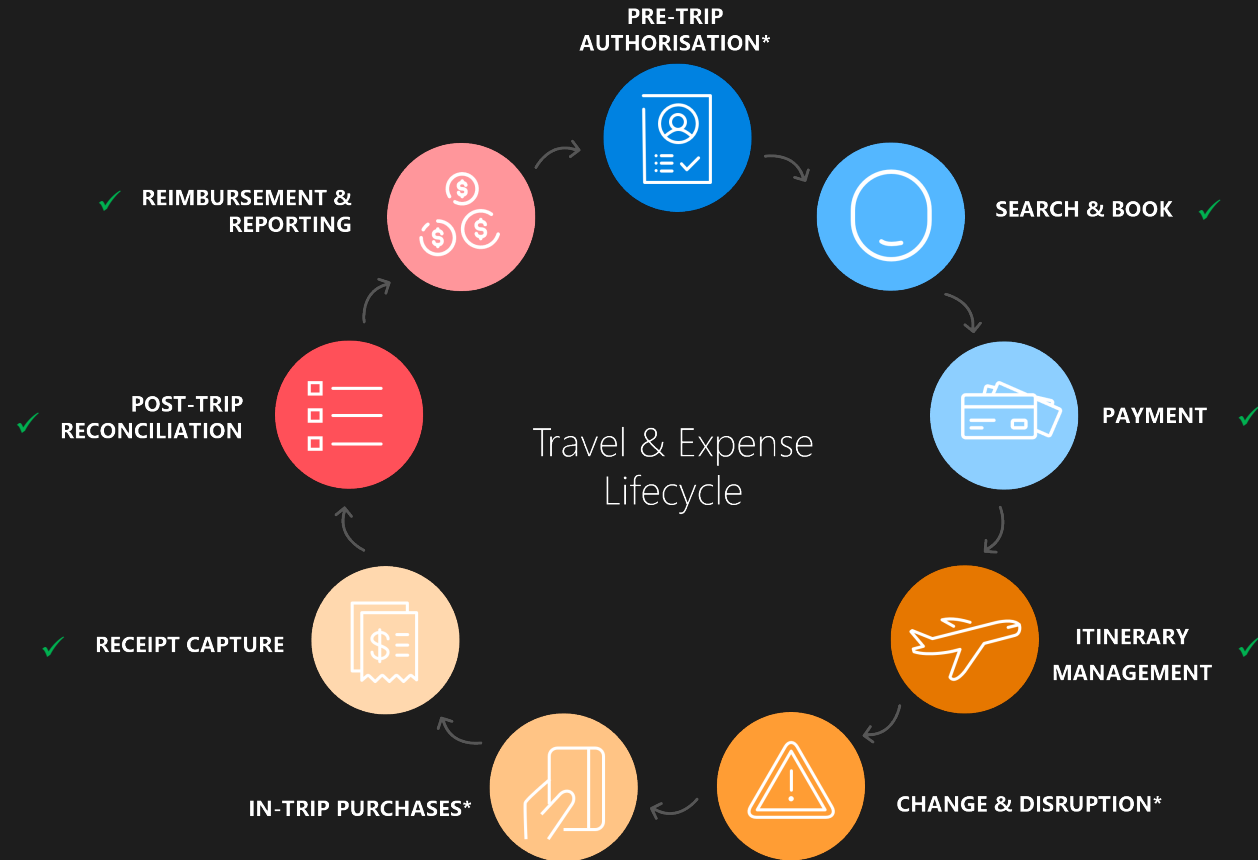 PRE-TRIP
AUTHORISATION*
SEARCH & BOOK
PAYMENT
ITINERARY
MANAGEMENT
CHANGE & DISRUPTION*
IN-TRIP PURCHASES*
RECEIPT CAPTURE
POST-TRIP
RECONCILIATION
REIMBURSEMENT &
REPORTING
Travel & Expense
Lifecycle